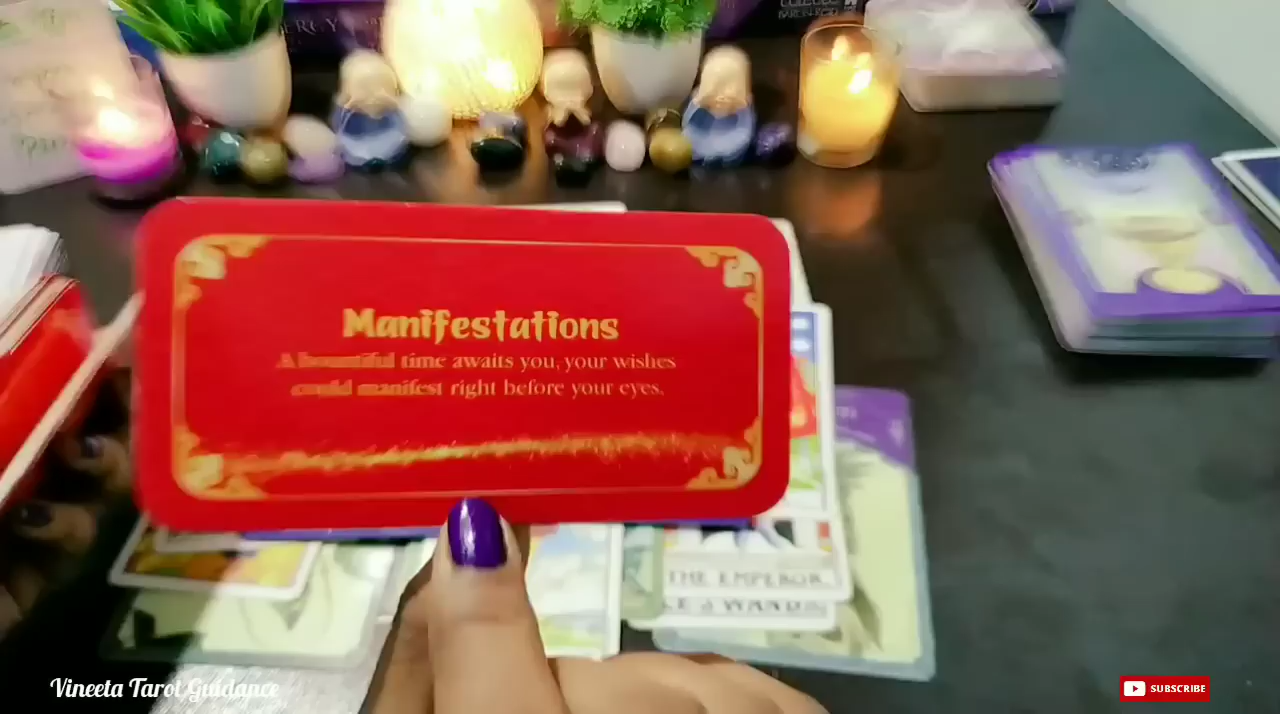 Manifestations
A bountiful time awaits you, your wishes
could manifest right before your eyes.
THE EMPEROR.
WANDS
Vineeta Tarot Guidance
SUBSCRIBE